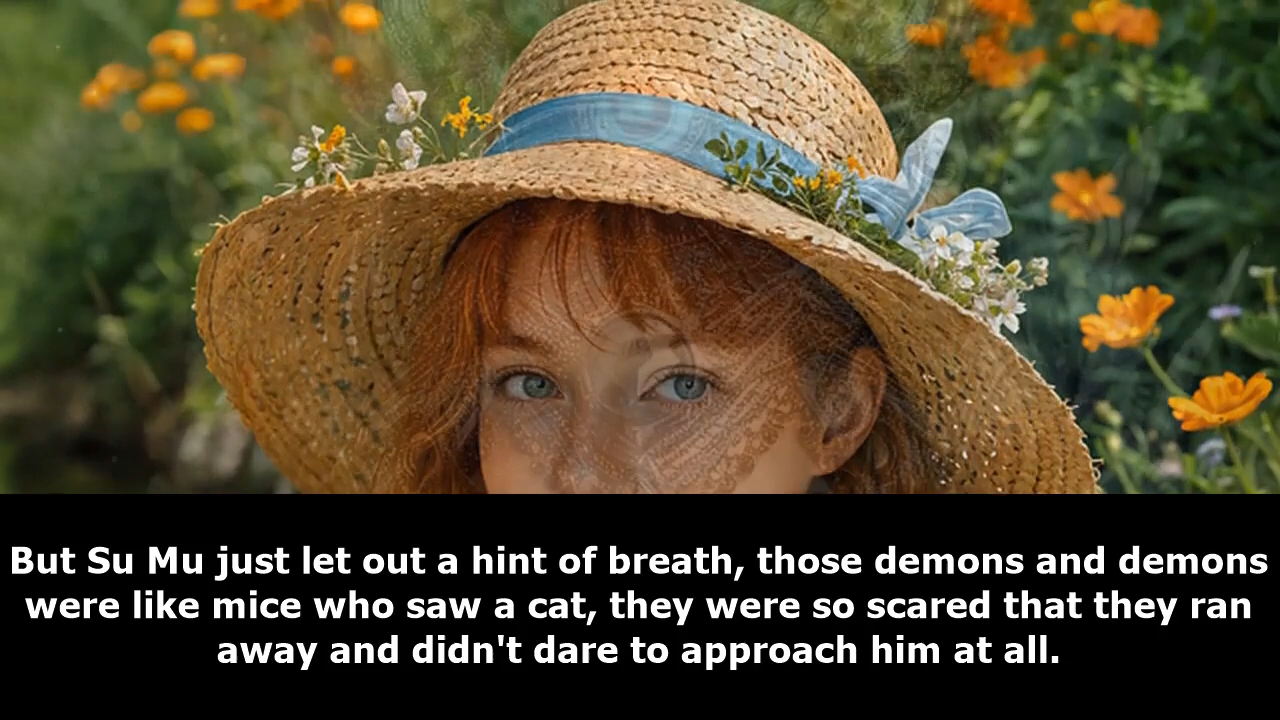 But Su Mu just let out a hint of breath, those demons and demons
were like mice who saw a cat, they were so scared that they ran
away and didn't dare to approach him at all.